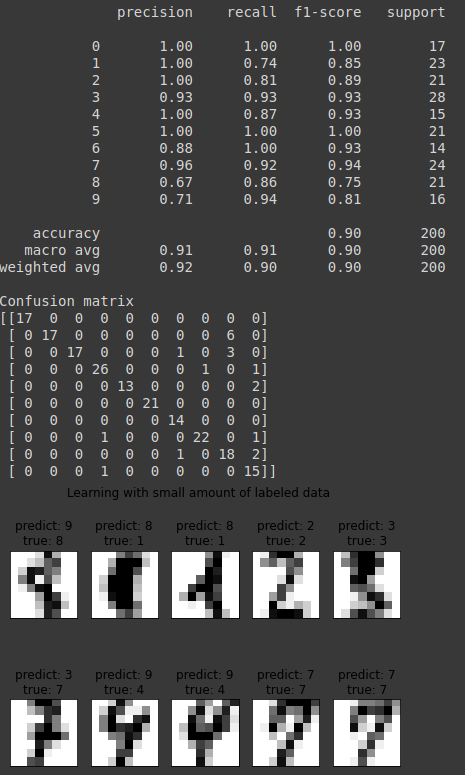 precision recall f1-score support
0 1.00 1.00 1.00 17
1 1.00 0.74 0.85 23
2 1.00 0.81 0.89 21
3 0.93 0.93 0.93 28
4 1.00 0.87 0.93 15
5 1.00 1.00 1.00 21
6 0.88 1.00 0.93 14
7 0.96 0.92 0.94 24
8 0.67 0.86 0.75 21
9 0.71 0.94 0.81 16
accuracy 0.90 200
macro avg 0.91 0.91 0.90 200
weighted avg 0.92 0.90 0.90 200
Confusion matrix
[[17 0 0 0 0 0 0 0 0 0]
[ 0 17 0 0 0 0 0 0 6 0]
[ 0 0 17 0 0 0 1 0 3 0]
[ 0 0 0 26 0 0 0 1 0 1]
[ 0 0 0 0 13 0 0 0 0 2]
[ 0 0 0 0 0 21 0 0 0 0]
[ 0 0 0 0 0 0 14 0 0 0]
[ 0 0 0 1 0 0 0 22 0 1]
[ 0 0 0 0 0 0 1 0 18 2]
[ 0 0 0 1 0 0 0 0 0 15]]
Learning with small amount of labeled data
predict: 9 predict: 8 predict: 8 predict: 2 predict: 3
true: 8 true: 1 true: 1 true: 2 true: 3
predict: 3 predict: 9 predict: 9 predict: 7 predict: 7
true: 7 true: 4 true: 4 true: 7 true: 7